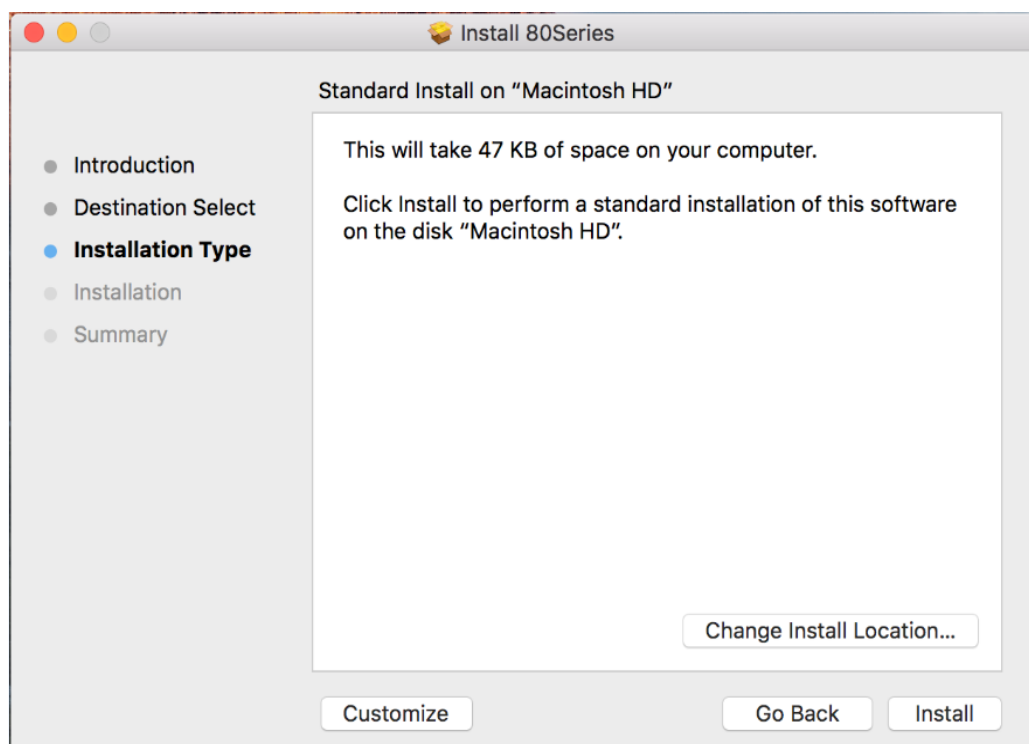 Install 80Series
Standard Install on “Macintosh HD”
Introduction
Destination Select
Installation Type
Installation
Summary
This will take 47 KB of space on your computer.
Click Install to perform a standard installation of this software
on the disk “Macintosh HD”.
Change Install Location...
Customize
Go Back
Install